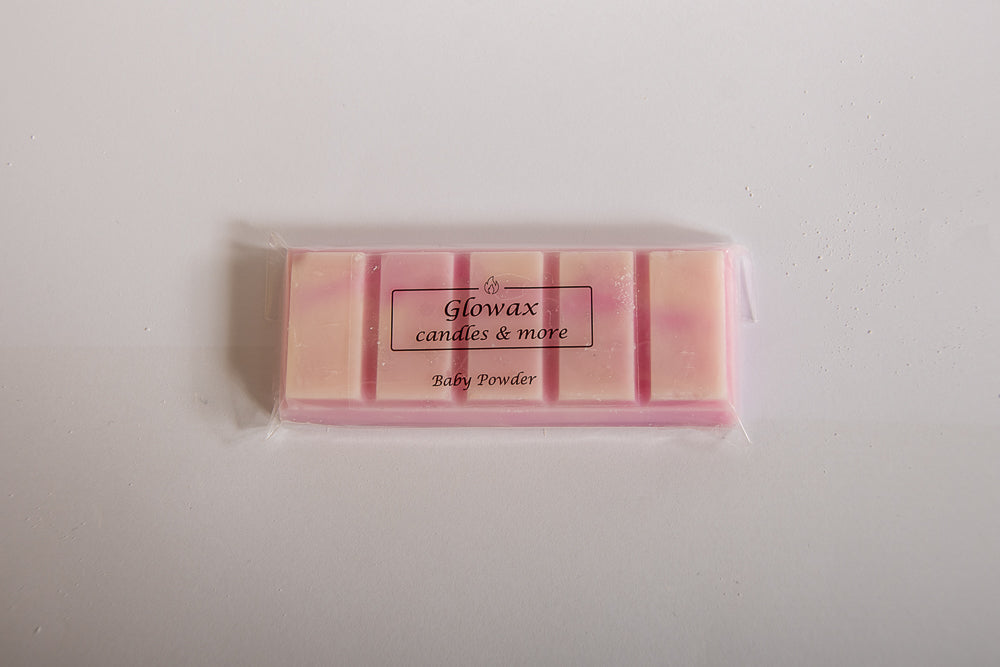 Glowax
candles & more
Baby Powder